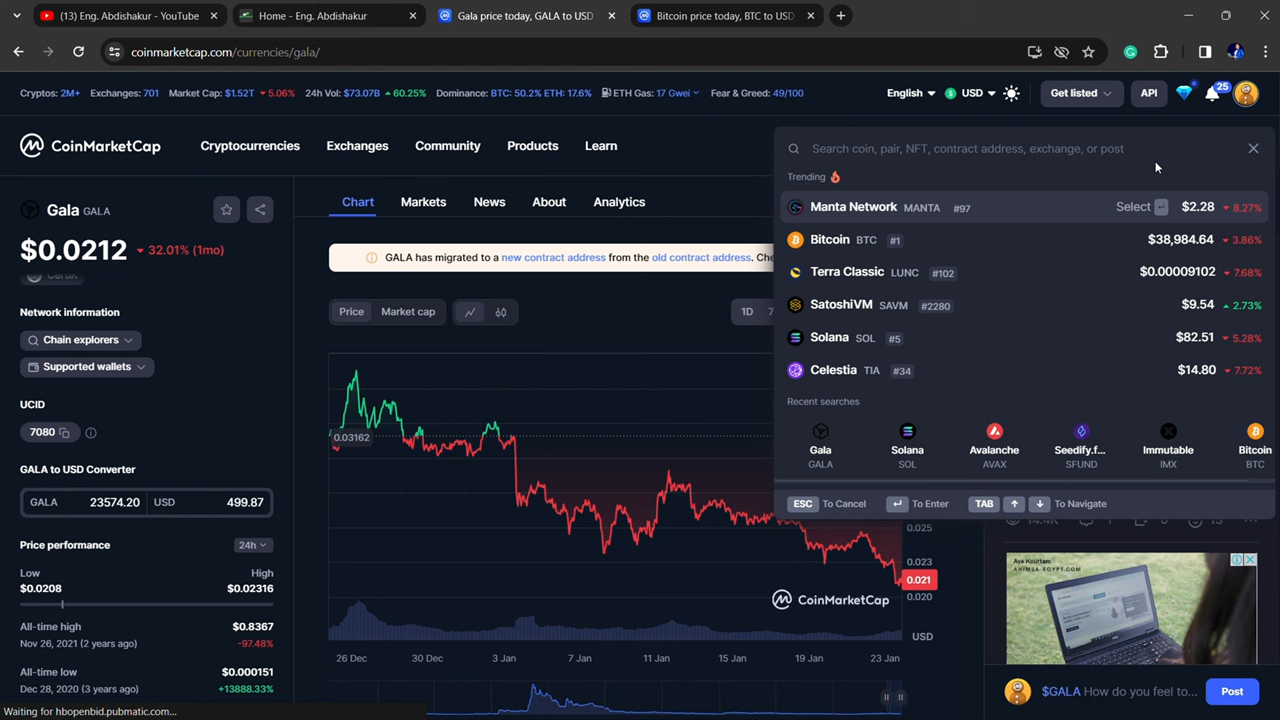 Eng. Abdishakur - YouTube
Home - Eng. Abdishakur
Gala price today, GALA to USD
Bitcoin price today, BTC to USD
coinmarketcap.com/currencies/gala/
Cryptos: 2M+ Exchanges: 701 Market Cap: $1.52T 5.06% 24h Vol: $73.07B 60.25% Dominance: BTC: 50.2% ETH: 17.6% ETH Gas: 17 Gwei Fear & Greed: 49/100
English USD Get listed API 25
CoinMarketCap
Cryptocurrencies Exchanges Community Products Learn
Search coin, pair, NFT, contract address, exchange, or post
Trending
Manta Network MANTA #97 Select $2.28 8.27%
Bitcoin BTC #1 $38,984.64 3.86%
Terra Classic LUNC #102 $0.00009102 7.68%
SatoshiVM SAVM #2280 $9.54 2.73%
Solana SOL #5 $82.51 5.28%
Celestia TIA #34 $14.80 7.72%
Recent searches
Gala Solana Avalanche Seedify.f... Immutable Bitcoin
GALA SOL AVAX SFUND IMX BTC
ESC To Cancel To Enter TAB To Navigate
Gala GALA
$0.0212 32.01% (1mo)
Network information
Chain explorers
Supported wallets
UCID
7080
GALA to USD Converter
GALA 23574.20 USD 499.87
Price performance 24h
Low High
$0.0208 $0.02316
All-time high $0.8367
Nov 26, 2021 (2 years ago) -97.48%
All-time low $0.000151
Dec 28, 2020 (3 years ago) +13888.33%
Waiting for hbopenbid.pubmatic.com...
Chart Markets News About Analytics
GALA has migrated to a new contract address from the old contract address. Che
Price Market cap 1D 7
0.03162
0.025
0.023
0.021
0.020
CoinMarketCap
USD
26 Dec 30 Dec 3 Jan 7 Jan 11 Jan 15 Jan 19 Jan 23 Jan
Aya Kourtam
AHIMSA-EGYPT.COM
$GALA How do you feel to... Post